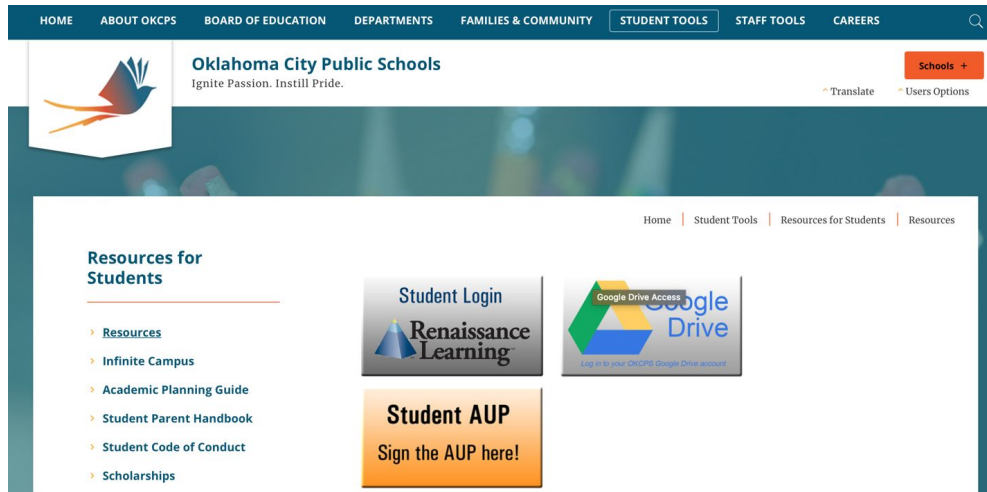 HOME ABOUT OKCPS BOARD OF EDUCATION DEPARTMENTS FAMILIES & COMMUNITY STUDENT TOOLS STAFF TOOLS CAREERS
Oklahoma City Public Schools
Ignite Passion. Instill Pride.
Schools +
Translate Users Options
Home | Student Tools | Resources for Students | Resources
Resources for
Students
Resources
Infinite Campus
Academic Planning Guide
Student Parent Handbook
Student Code of Conduct
Scholarships
Student Login
Renaissance
Learning
Google Drive Access
Google
Drive
Log in to your OKCPS Google Drive account
Student AUP
Sign the AUP here!